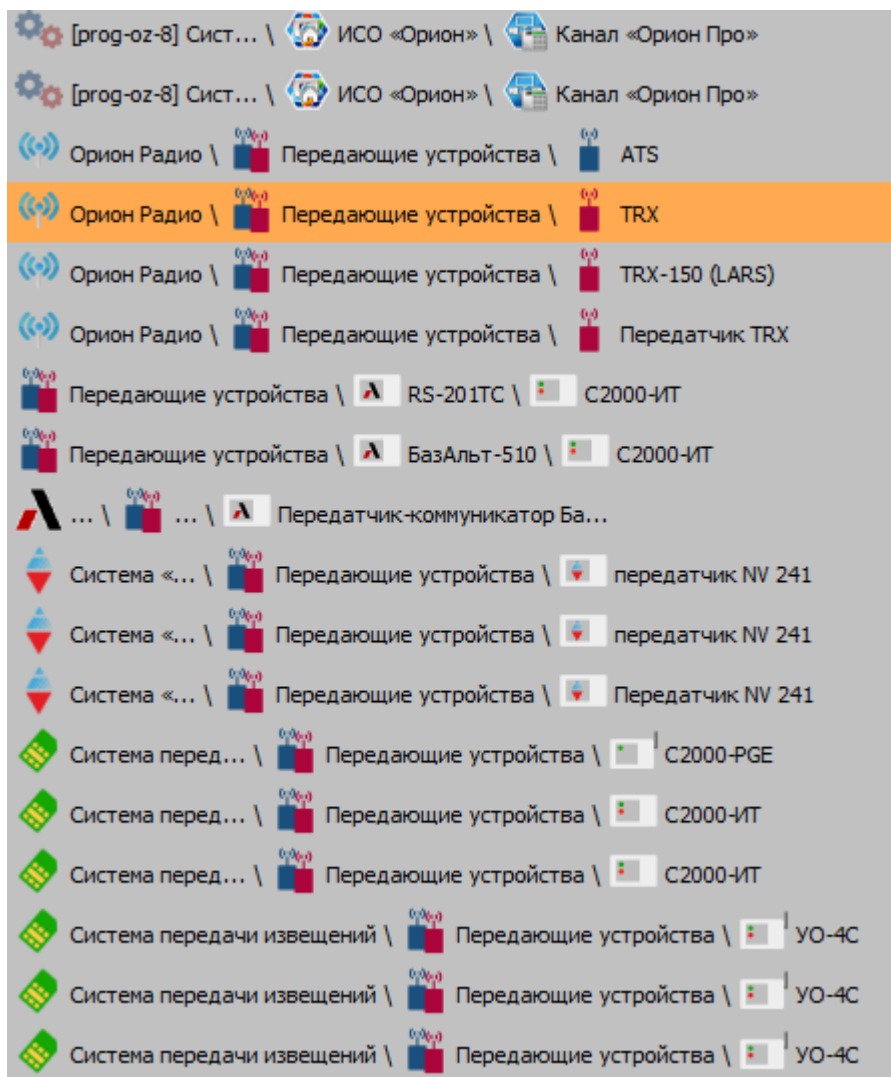 [prog-oz-8] Сист... \ ИСО «Орион» \ Канал «Орион Про»
[prog-oz-8] Сист... \ ИСО «Орион» \ Канал «Орион Про»
Орион Радио \ Передающие устройства \ ATS
Орион Радио \ Передающие устройства \ TRX
Орион Радио \ Передающие устройства \ TRX-150 (LARS)
Орион Радио \ Передающие устройства \ Передатчик TRX
Передающие устройства \ RS-201TC \ С2000-ИТ
Передающие устройства \ БазАльт-510 \ С2000-ИТ
... \ ... \ Передатчик-коммуникатор Ба...
Система «... \ Передающие устройства \ передатчик NV 241
Система «... \ Передающие устройства \ передатчик NV 241
Система «... \ Передающие устройства \ Передатчик NV 241
Система перед... \ Передающие устройства \ С2000-PGE
Система перед... \ Передающие устройства \ С2000-ИТ
Система перед... \ Передающие устройства \ С2000-ИТ
Система передачи извещений \ Передающие устройства \ УО-4С
Система передачи извещений \ Передающие устройства \ УО-4С
Система передачи извещений \ Передающие устройства \ УО-4С